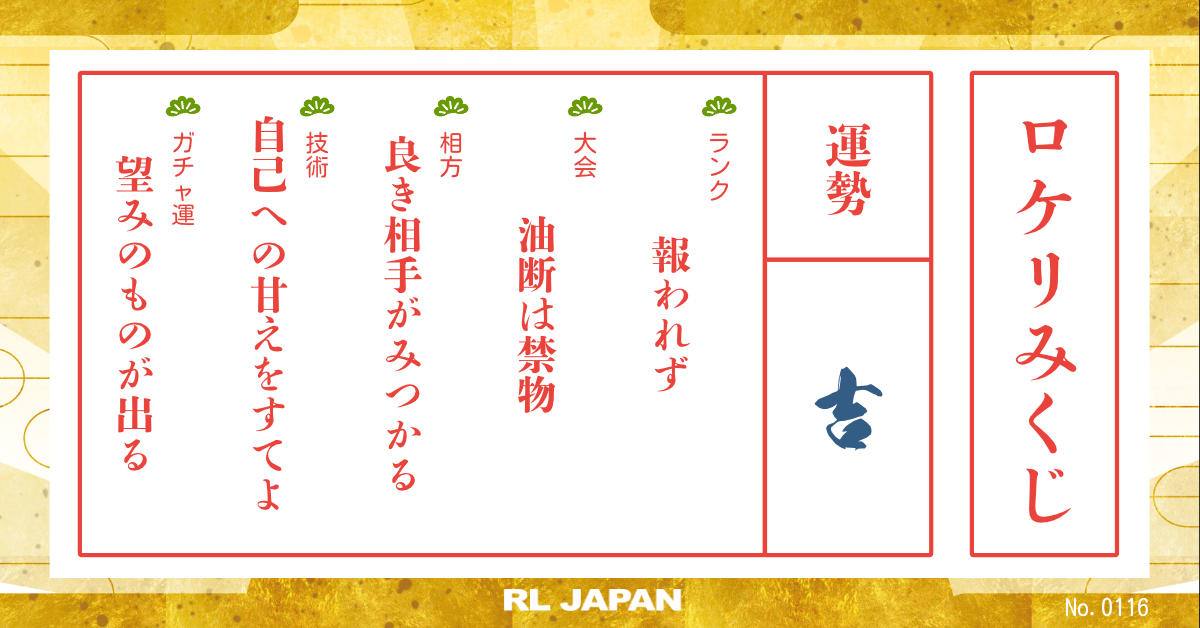 ロケリみくじ
運勢
吉
ランク
報われず
大会
油断は禁物
相方
良き相手がみつかる
技術
自己への甘えをすてよ
ガチャ運
望みのものが出る
RL JAPAN
No. 0116